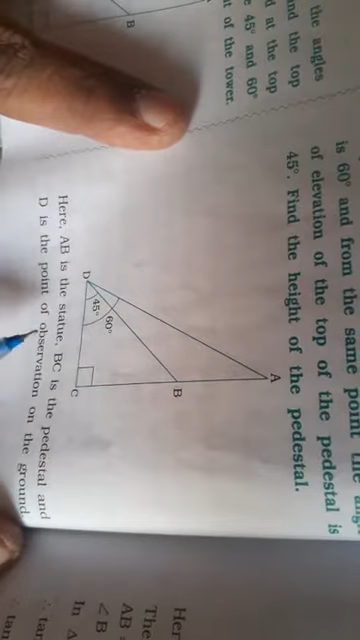 the angles
and the top
at the top
45° and 60°
of the tower.
B
is 60° and from the same point the
of elevation of the top of the pedestal is
45°. Find the height of the pedestal.
A
B
60°
45°
D
C
Here, AB is the statue, BC is the pedestal and
D is the point of observation on the ground.
The
AB
∠B
In
∴ tan
∴ tan